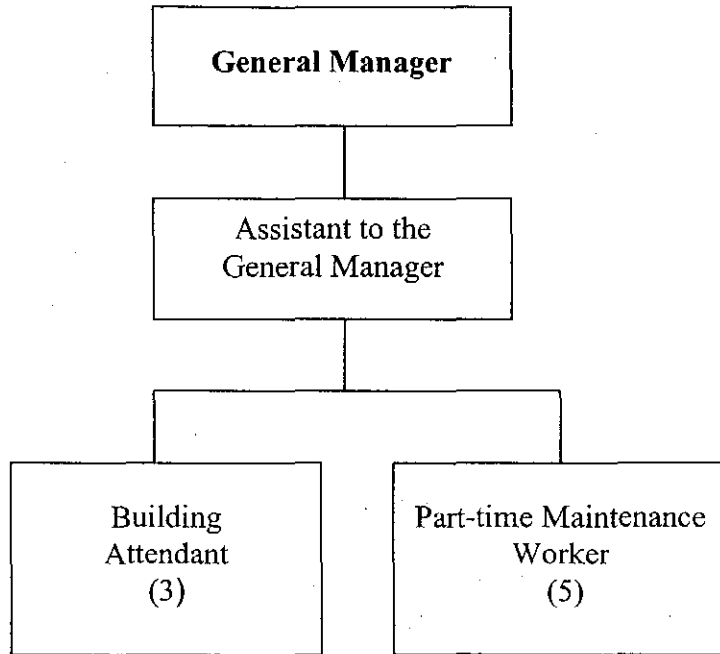 General Manager
Assistant to the
General Manager
Building
Attendant
(3)
Part-time Maintenance
Worker
(5)